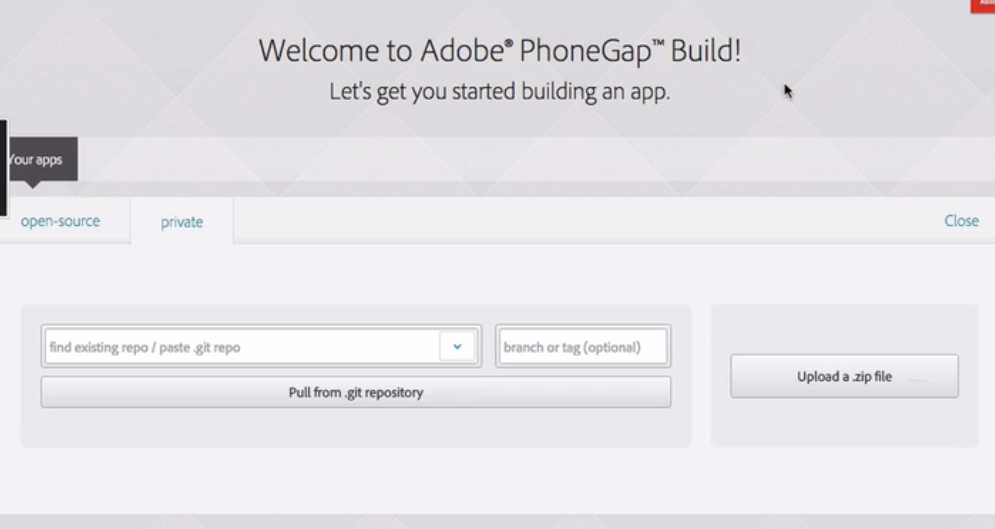 Welcome to Adobe® PhoneGap™ Build!
Let's get you started building an app.
Your apps
open-source
private
Close
find existing repo / paste .git repo
branch or tag (optional)
Pull from .git repository
Upload a .zip file